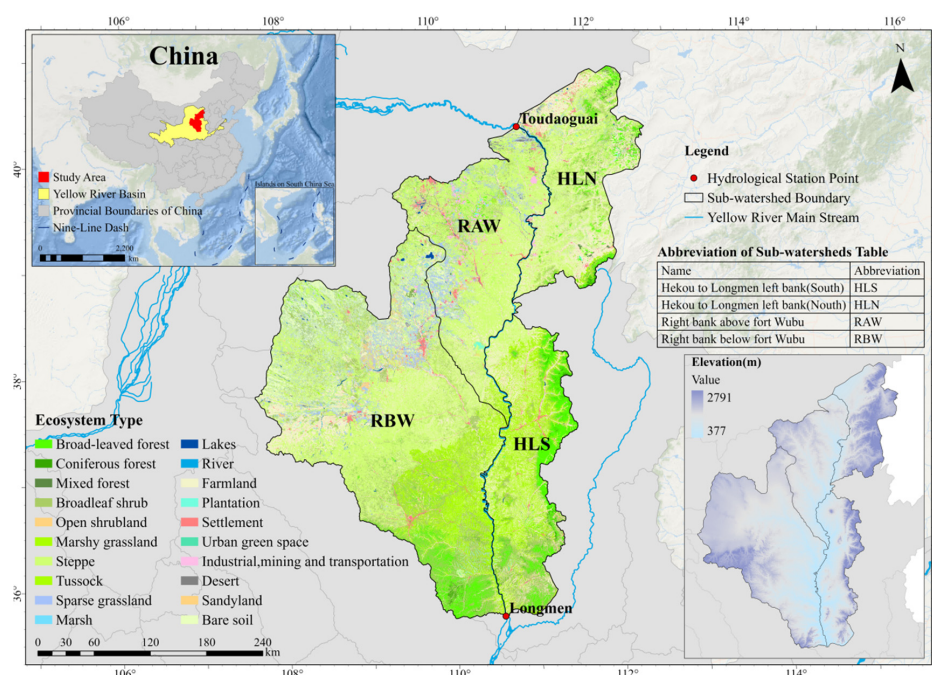 106°
108°
110°
112°
114°
116°
China
Study Area
Yellow River Basin
Provincial Boundaries of China
Nine-Line Dash
0 2,200
km
Islands on South China Sea
N
Toudaoguai
HLN
RAW
RBW
HLS
Longmen
Legend
Hydrological Station Point
Sub-watershed Boundary
Yellow River Main Stream
Abbreviation of Sub-watersheds Table
Name Abbreviation
Hekou to Longmen left bank(South) HLS
Hekou to Longmen left bank(Nouth) HLN
Right bank above fort Wubu RAW
Right bank below fort Wubu RBW
Elevation(m)
Value
2791
377
40°
38°
36°
Ecosystem Type
Broad-leaved forest
Coniferous forest
Mixed forest
Broadleaf shrub
Open shrubland
Marshy grassland
Steppe
Tussock
Sparse grassland
Marsh
Lakes
River
Farmland
Plantation
Settlement
Urban green space
Industrial,mining and transportation
Desert
Sandyland
Bare soil
0 30 60 120 180 240
km
106°
108°
110°
112°
114°